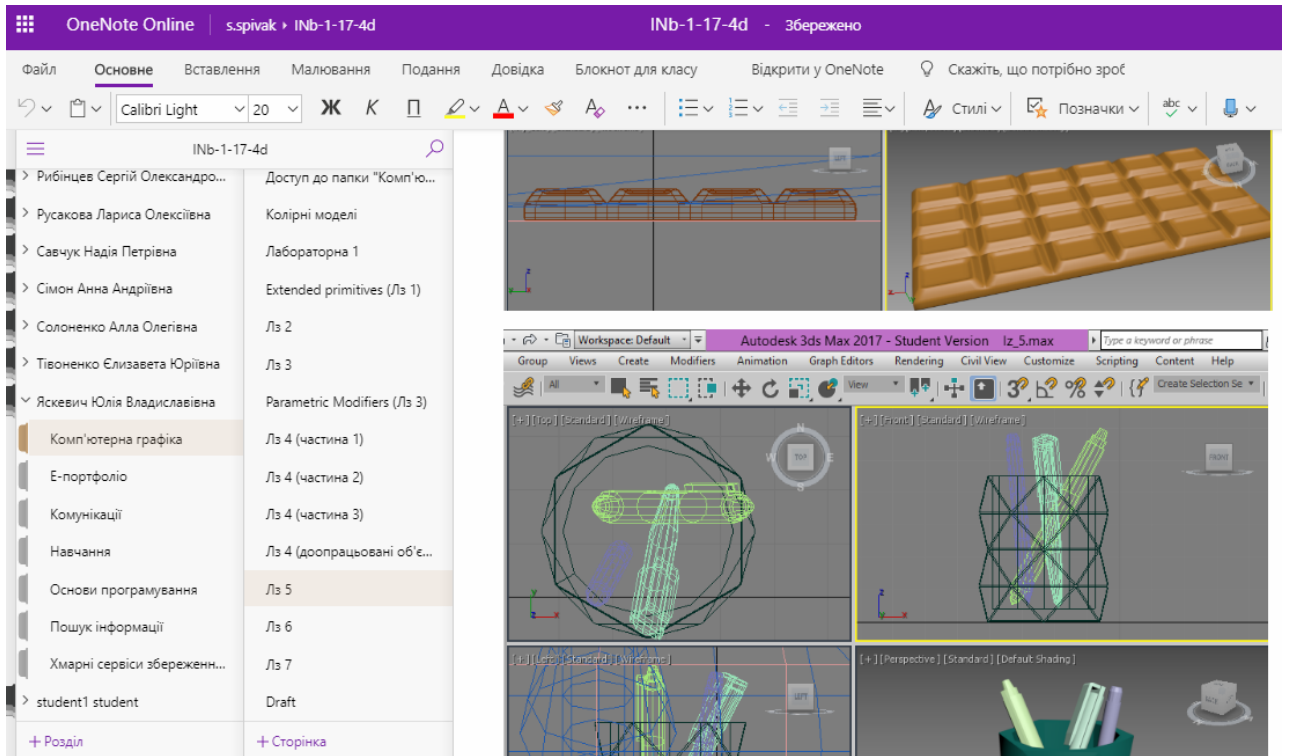 OneNote Online s.spivak › INb-1-17-4d INb-1-17-4d - Збережено
Файл Основне Вставлення Малювання Подання Довідка Блокнот для класу Відкрити у OneNote Скажіть, що потрібно зроб
Calibri Light 20 Ж К П А Стилі Позначки abc
INb-1-17-4d
Рибінцев Сергій Олександро...
Русакова Лариса Олексіївна
Савчук Надія Петрівна
Сімон Анна Андріївна
Солоненко Алла Олегівна
Тівоненко Єлизавета Юріївна
Яскевич Юлія Владиславівна
Комп'ютерна графіка
Е-портфоліо
Комунікації
Навчання
Основи програмування
Пошук інформації
Хмарні сервіси збереженн...
student1 student
+ Розділ
Доступ до папки "Комп'ю...
Колірні моделі
Лабораторна 1
Extended primitives (Лз 1)
Лз 2
Лз 3
Parametric Modifiers (Лз 3)
Лз 4 (частина 1)
Лз 4 (частина 2)
Лз 4 (частина 3)
Лз 4 (доопрацьовані об'є...
Лз 5
Лз 6
Лз 7
Draft
+ Сторінка
LEFT
Workspace: Default Autodesk 3ds Max 2017 - Student Version lz_5.max Type a keyword or phrase
Group Views Create Modifiers Animation Graph Editors Rendering Civil View Customize Scripting Content Help
All View Create Selection Se
[+][Top][Standard][Wireframe]
N
W TOP E
S
[+][Front][Standard][Wireframe]
FRONT
[+][Left][Standard][Wireframe]
LEFT
[+][Perspective][Standard][Default Shading]